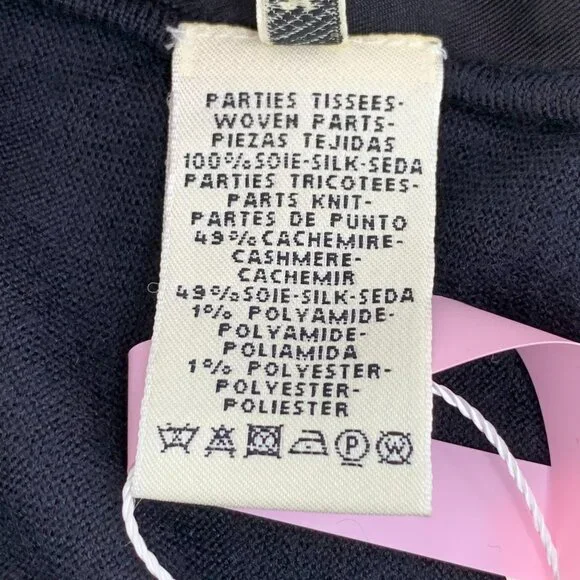 PARTIES TISSEES-
WOVEN PARTS-
PIEZAS TEJIDAS
100%SOIE-SILK-SEDA
PARTIES TRICOTEES-
PARTS KNIT-
PARTES DE PUNTO
49%CACHEMIRE-
CASHMERE-
CACHEMIR
49%SOIE-SILK-SEDA
1% POLYAMIDE-
POLYAMIDE-
POLIAMIDA
1% POLYESTER-
POLYESTER-
POLIESTER
P W